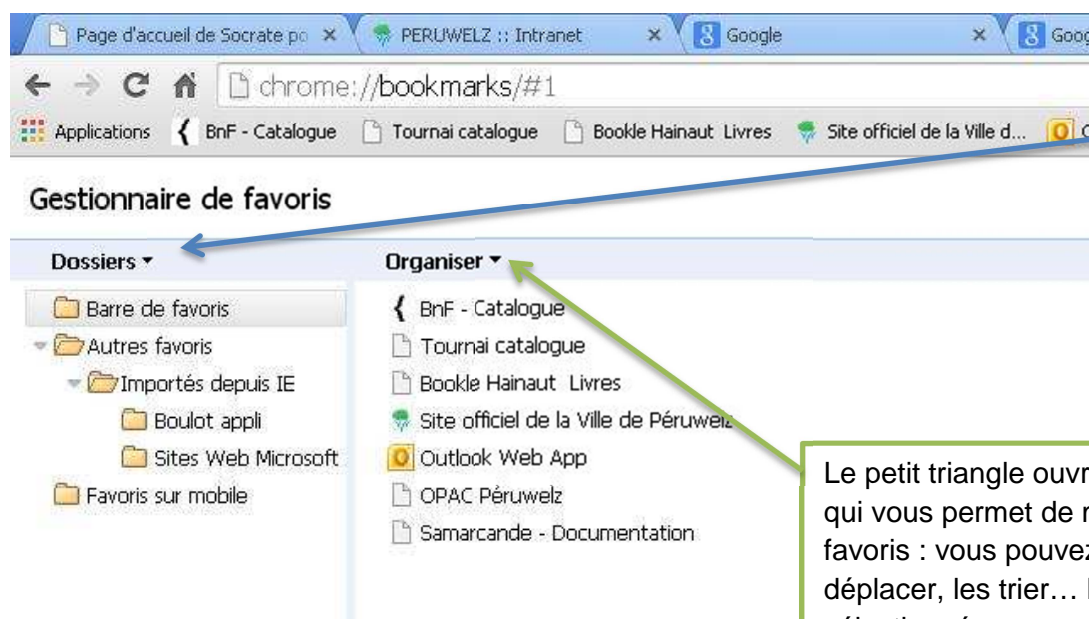 Page d'accueil de Socrate po PERUWELZ :: Intranet Google Goog
chrome://bookmarks/#1
Applications BnF - Catalogue Tournai catalogue Bookle Hainaut Livres Site officiel de la Ville d...
Gestionnaire de favoris
Dossiers Organiser
Barre de favoris
Autres favoris
Importés depuis IE
Boulot appli
Sites Web Microsoft
Favoris sur mobile
BnF - Catalogue
Tournai catalogue
Bookle Hainaut Livres
Site officiel de la Ville de Péruwelz
Outlook Web App
OPAC Péruwelz
Samarcande - Documentation
Le petit triangle ouvr
qui vous permet de
favoris : vous pouvez
déplacer, les trier…